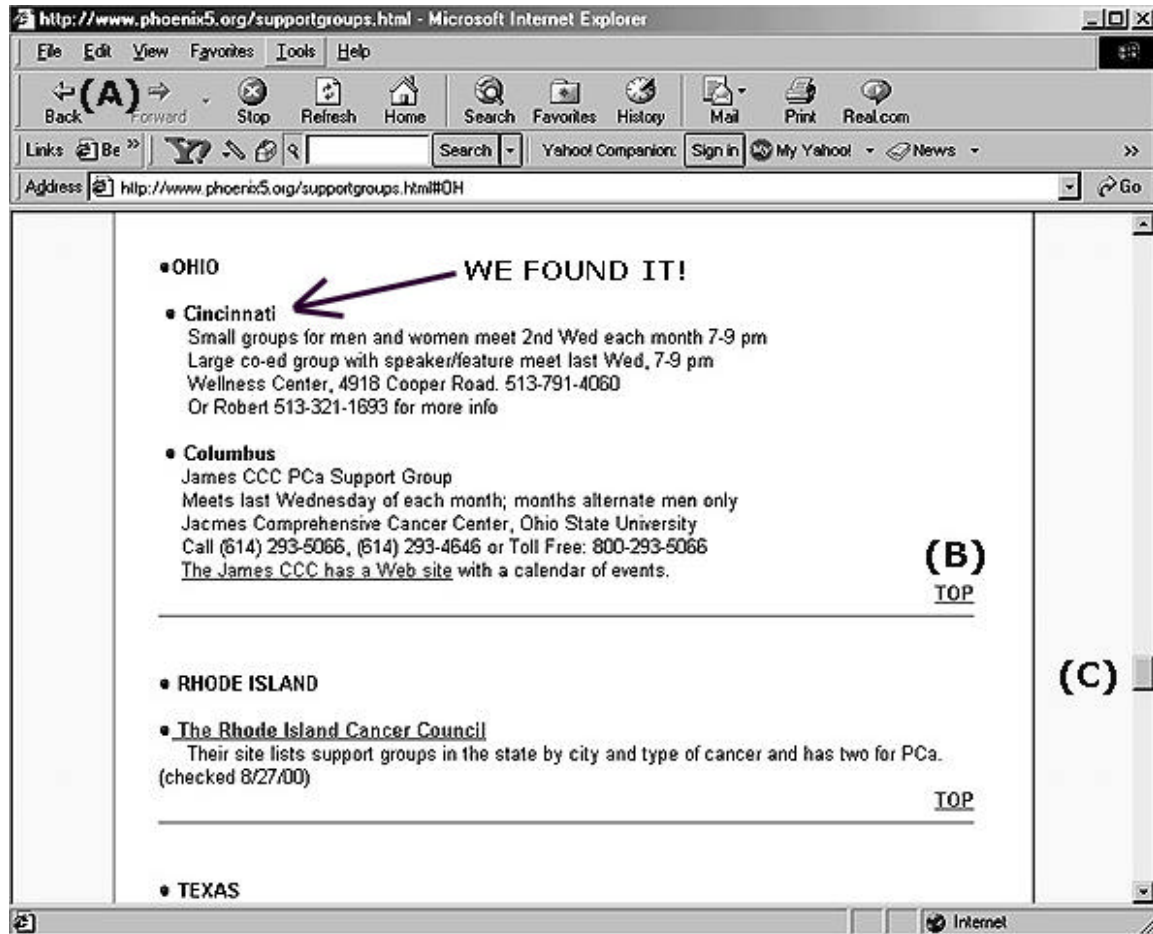 http://www.phoenix5.org/supportgroups.html - Microsoft Internet Explorer
File Edit View Favorites Tools Help
(A)
Back Forward Stop Refresh Home Search Favorites History Mail Print Real.com
Links Be » Y? Search Yahoo! Companion: Sign in My Yahoo! News »
Address http://www.phoenix5.org/supportgroups.html#OH Go
•OHIO WE FOUND IT!
• Cincinnati
Small groups for men and women meet 2nd Wed each month 7-9 pm
Large co-ed group with speaker/feature meet last Wed, 7-9 pm
Wellness Center, 4918 Cooper Road. 513-791-4060
Or Robert 513-321-1693 for more info
• Columbus
James CCC PCa Support Group
Meets last Wednesday of each month; months alternate men only
Jacmes Comprehensive Cancer Center, Ohio State University
Call (614) 293-5066, (614) 293-4646 or Toll Free: 800-293-5066
The James CCC has a Web site with a calendar of events.
(B)
TOP
• RHODE ISLAND
(C)
• The Rhode Island Cancer Council
Their site lists support groups in the state by city and type of cancer and has two for PCa.
(checked 8/27/00)
TOP
• TEXAS
Internet